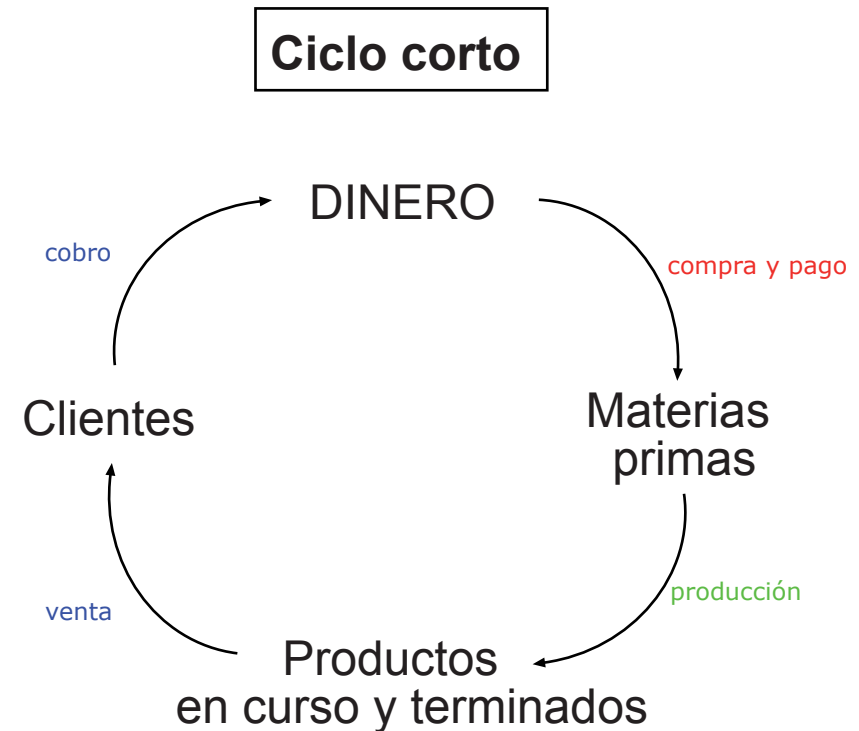 Ciclo corto
DINERO
cobro
compra y pago
Clientes
Materias
primas
producción
venta
Productos
en curso y terminados